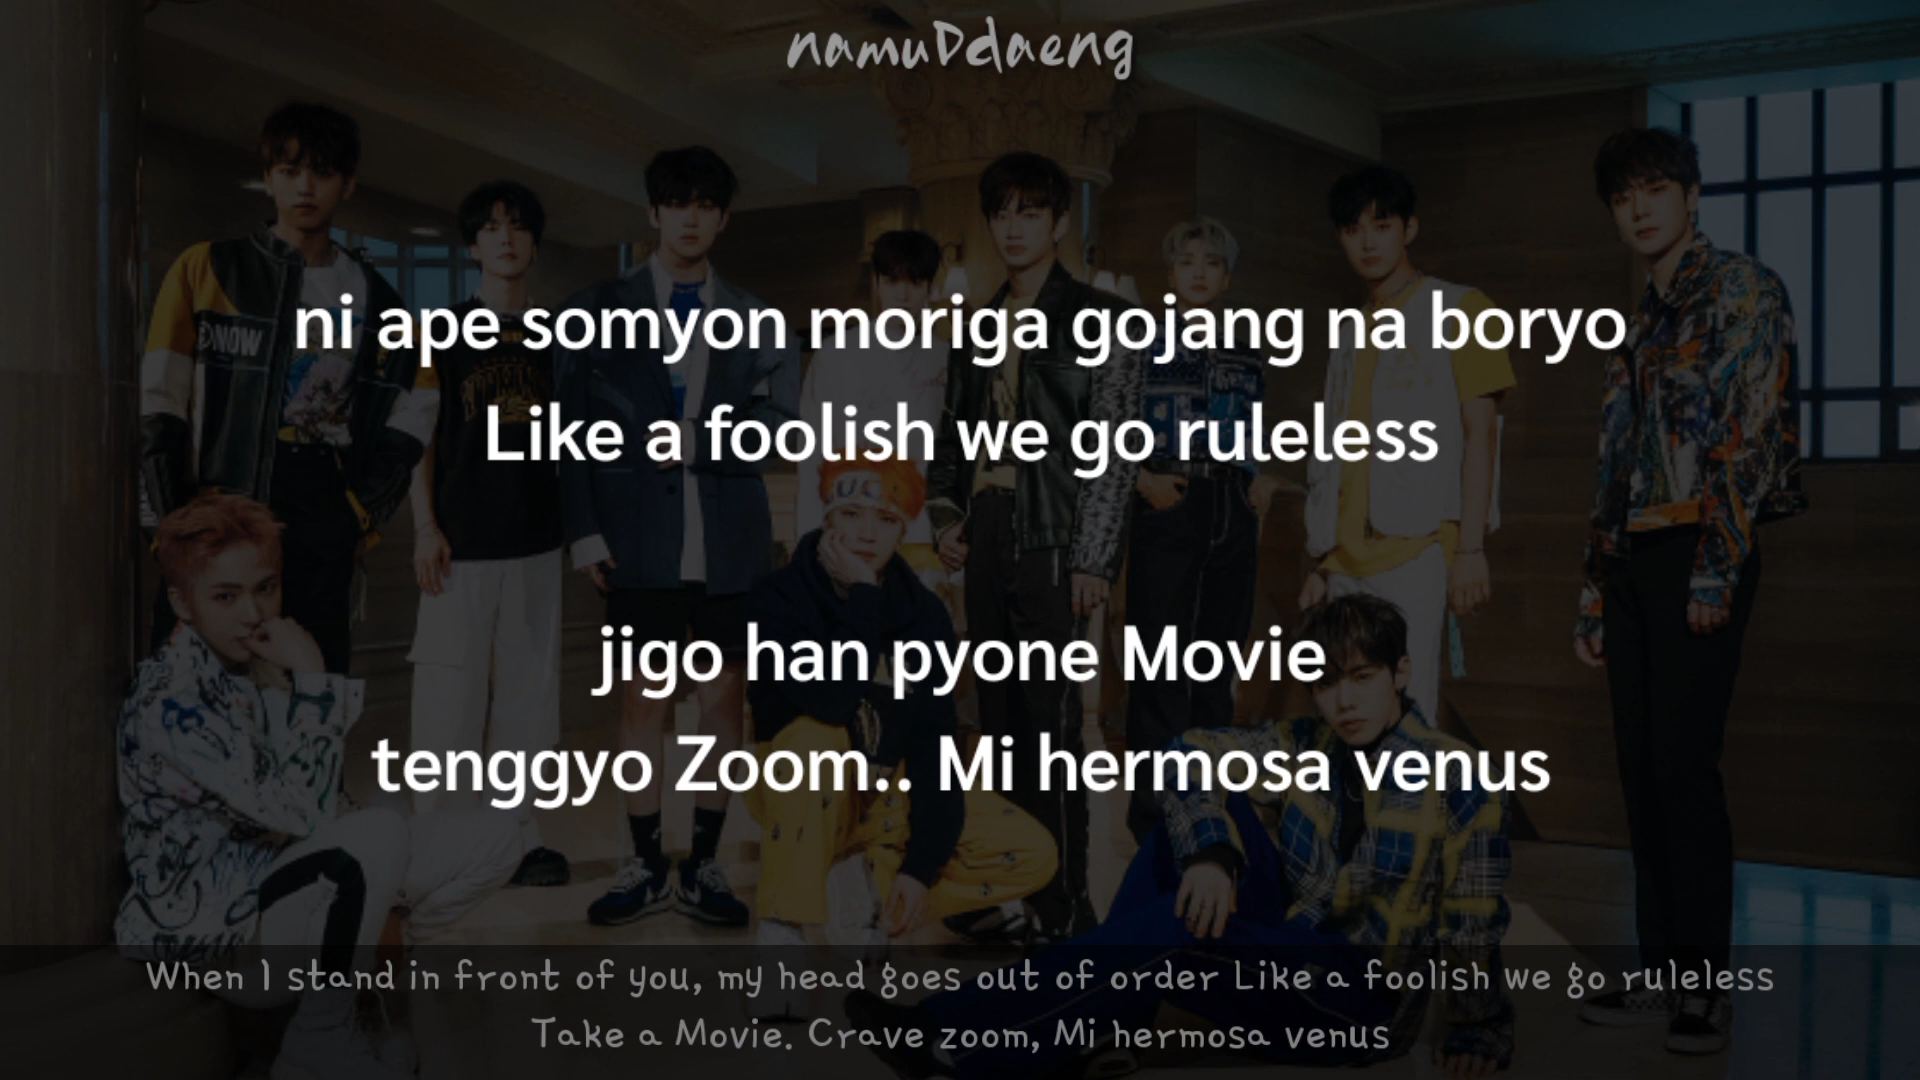 namuDdaeng
ni ape somyon moriga gojang na boryo
Like a foolish we go ruleless
jigo han pyone Movie
tenggyo Zoom.. Mi hermosa venus
When I stand in front of you, my head goes out of order Like a foolish we go ruleless
Take a Movie. Crave zoom, Mi hermosa venus
NOW